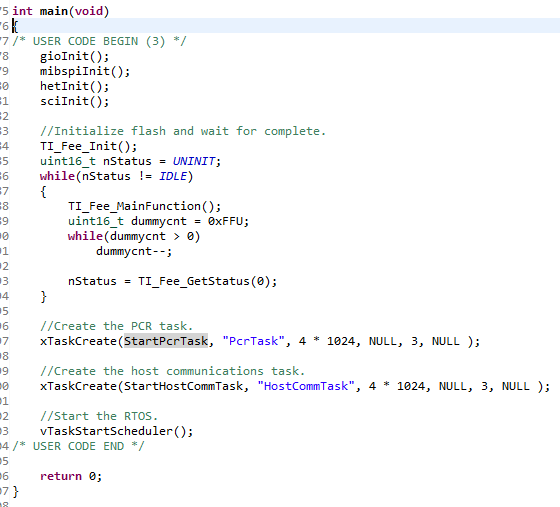 int main(void)
{
/* USER CODE BEGIN (3) */
gioInit();
mibspiInit();
hetInit();
sciInit();
//Initialize flash and wait for complete.
TI_Fee_Init();
uint16_t nStatus = UNINIT;
while(nStatus != IDLE)
{
TI_Fee_MainFunction();
uint16_t dummycnt = 0xFFU;
while(dummycnt > 0)
dummycnt--;
nStatus = TI_Fee_GetStatus(0);
}
//Create the PCR task.
xTaskCreate(StartPcrTask, "PcrTask", 4 * 1024, NULL, 3, NULL );
//Create the host communications task.
xTaskCreate(StartHostCommTask, "HostCommTask", 4 * 1024, NULL, 3, NULL );
//Start the RTOS.
vTaskStartScheduler();
/* USER CODE END */
return 0;
}